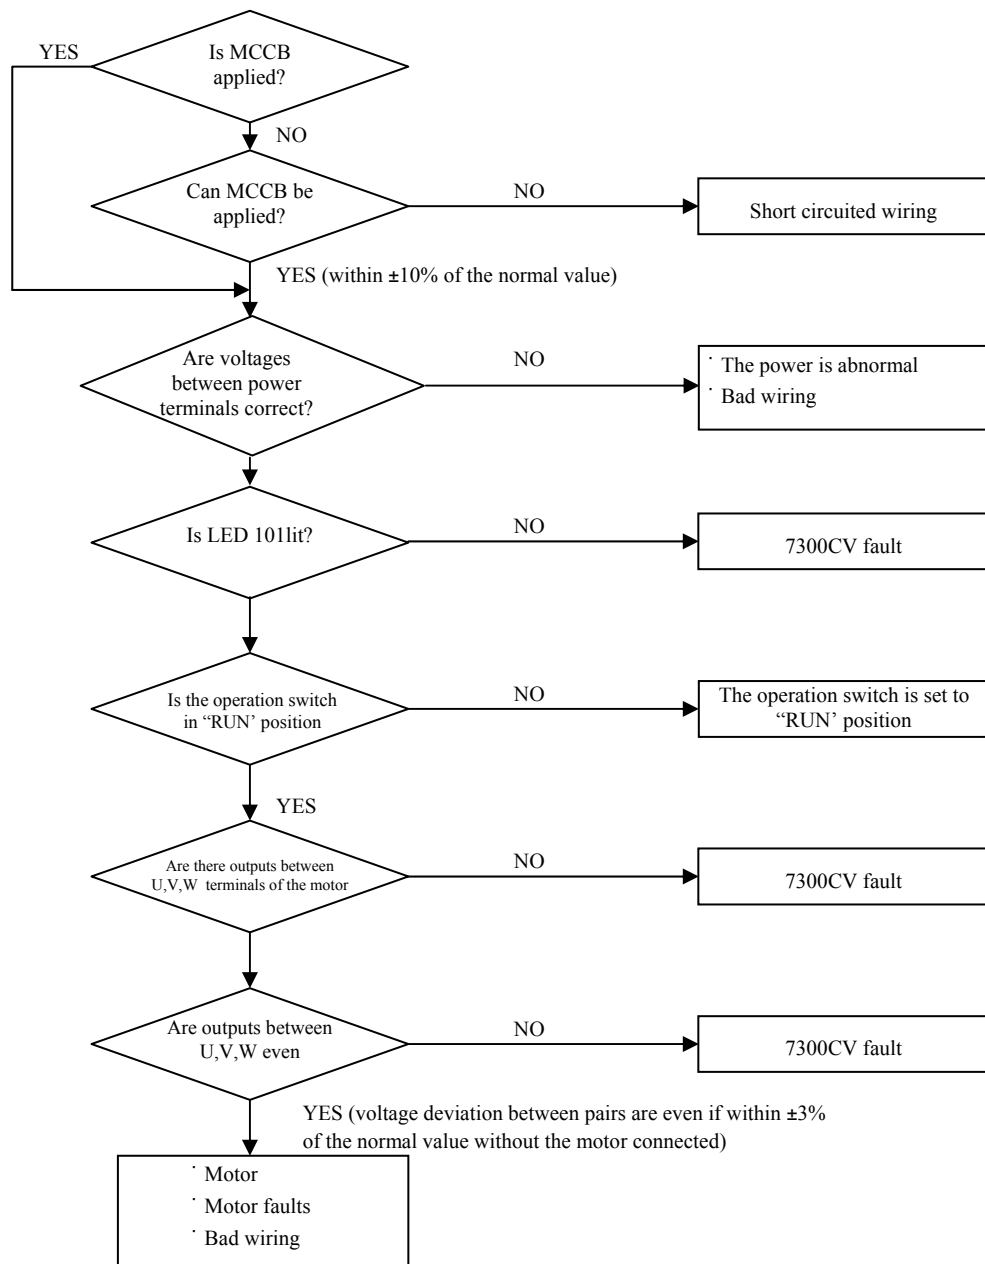 YES
Is MCCB
applied?
NO
Can MCCB be
applied?
NO
Short circuited wiring
YES (within ±10% of the normal value)
Are voltages
between power
terminals correct?
NO
˙ The power is abnormal
˙ Bad wiring
Is LED 101lit?
NO
7300CV fault
Is the operation switch
in “RUN’ position
NO
The operation switch is set to
“RUN’ position
YES
Are there outputs between
U,V,W terminals of the motor
NO
7300CV fault
Are outputs between
U,V,W even
NO
7300CV fault
YES (voltage deviation between pairs are even if within ±3%
of the normal value without the motor connected)
˙ Motor
˙ Motor faults
˙ Bad wiring